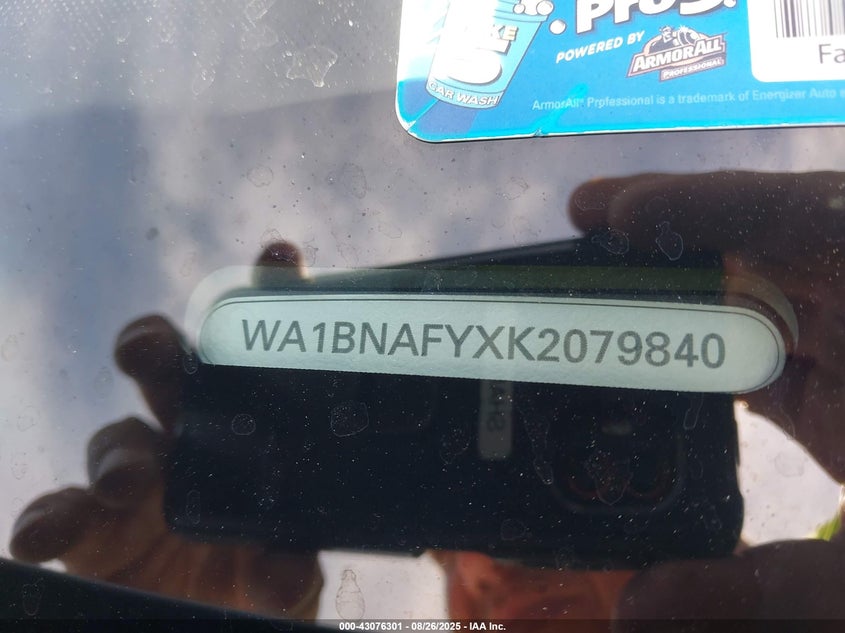 POWERED BY
ARMORALL
PROFESSIONAL
CAR WASH
ArmorAll® Professional is a trademark of Energizer Auto
WA1BNAFYXK2079840
000-43076301 - 08/26/2025 - IAA Inc.